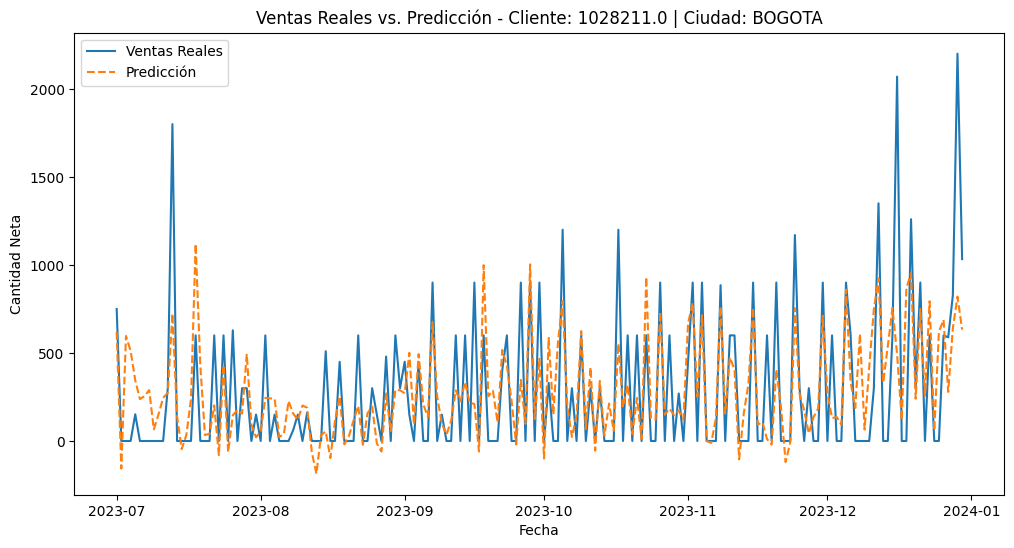 Ventas Reales vs. Predicción - Cliente: 1028211.0 | Ciudad: BOGOTA
Ventas Reales
Predicción
Cantidad Neta
2000
1500
1000
500
0
2023-07 2023-08 2023-09 2023-10 2023-11 2023-12 2024-01
Fecha